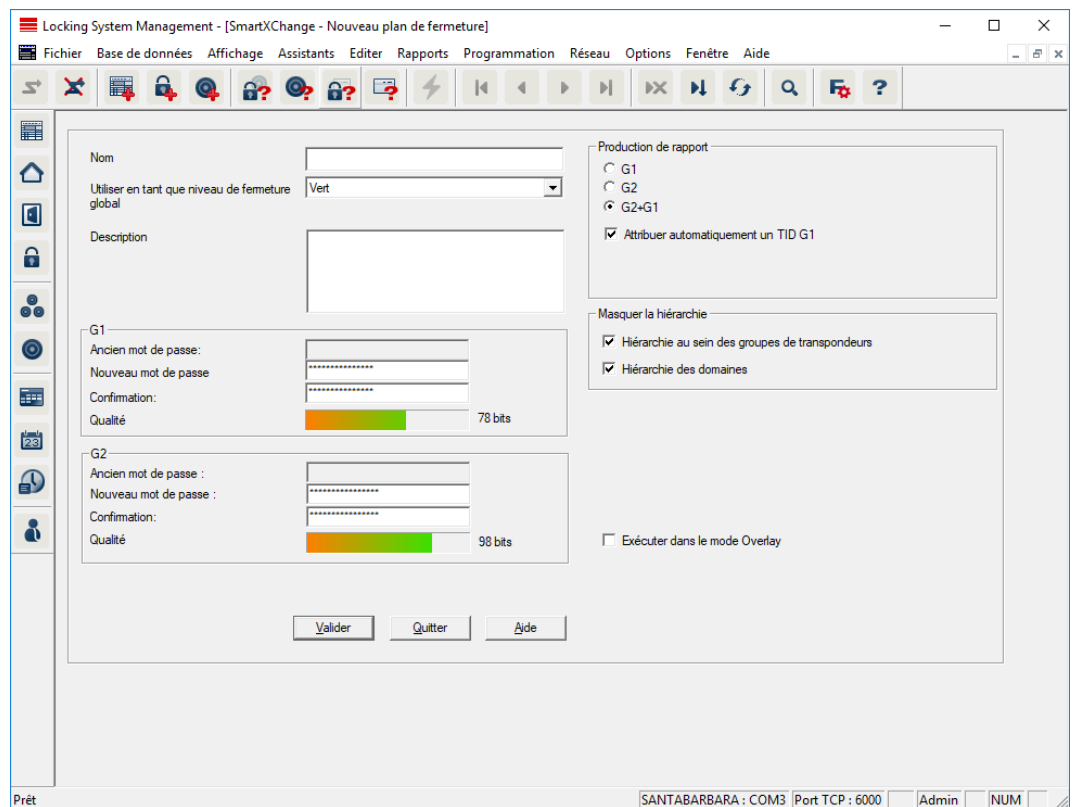 Locking System Management - [SmartXChange - Nouveau plan de fermeture]
Fichier Base de données Affichage Assistants Editer Rapports Programmation Réseau Options Fenêtre Aide
Nom
Utiliser en tant que niveau de fermeture global
Vert
Description
G1
Ancien mot de passe:
Nouveau mot de passe
***************
Confirmation:
***************
Qualité
78 bits
G2
Ancien mot de passe :
Nouveau mot de passe :
****************
Confirmation:
****************
Qualité
98 bits
Production de rapport
G1
G2
G2+G1
Attribuer automatiquement un TID G1
Masquer la hiérarchie
Hiérarchie au sein des groupes de transpondeurs
Hiérarchie des domaines
Exécuter dans le mode Overlay
Valider Quitter Aide
23
Prêt
SANTABARBARA : COM3 Port TCP : 6000 Admin NUM